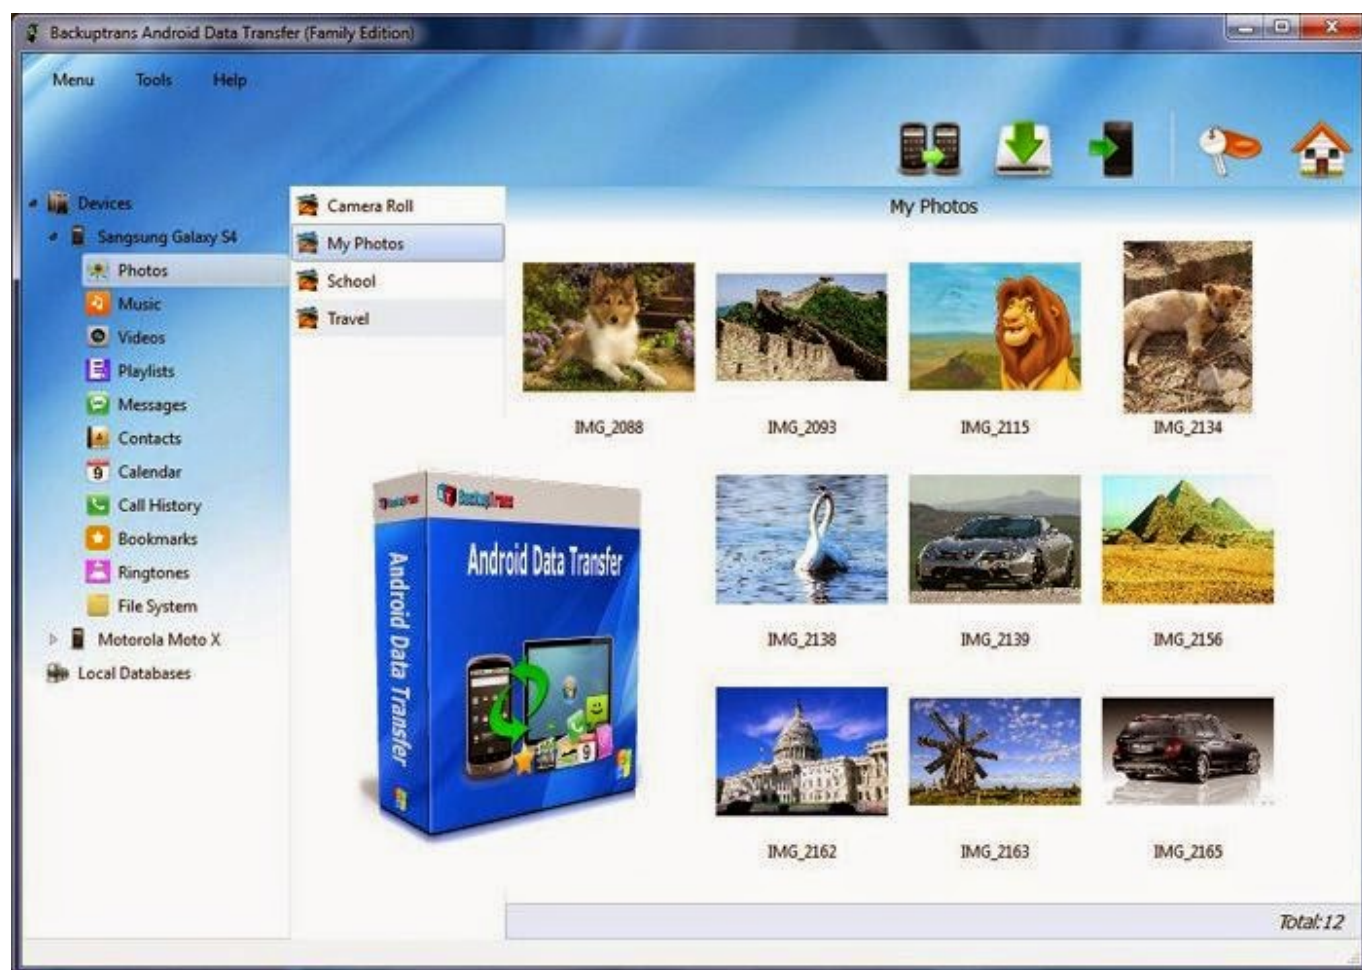 Backuptrans Android Data Transfer (Family Edition)
Menu Tools Help
Devices
Sangsung Galaxy S4
Photos
Music
Videos
Playlists
Messages
Contacts
Calendar
Call History
Bookmarks
Ringtones
File System
Motorola Moto X
Local Databases
Camera Roll
My Photos
School
Travel
My Photos
IMG_2088 IMG_2093 IMG_2115 IMG_2134
BackupTrans
Android Data Transfer
Android Data Transfer
IMG_2138 IMG_2139 IMG_2156
IMG_2162 IMG_2163 IMG_2165
Total:12